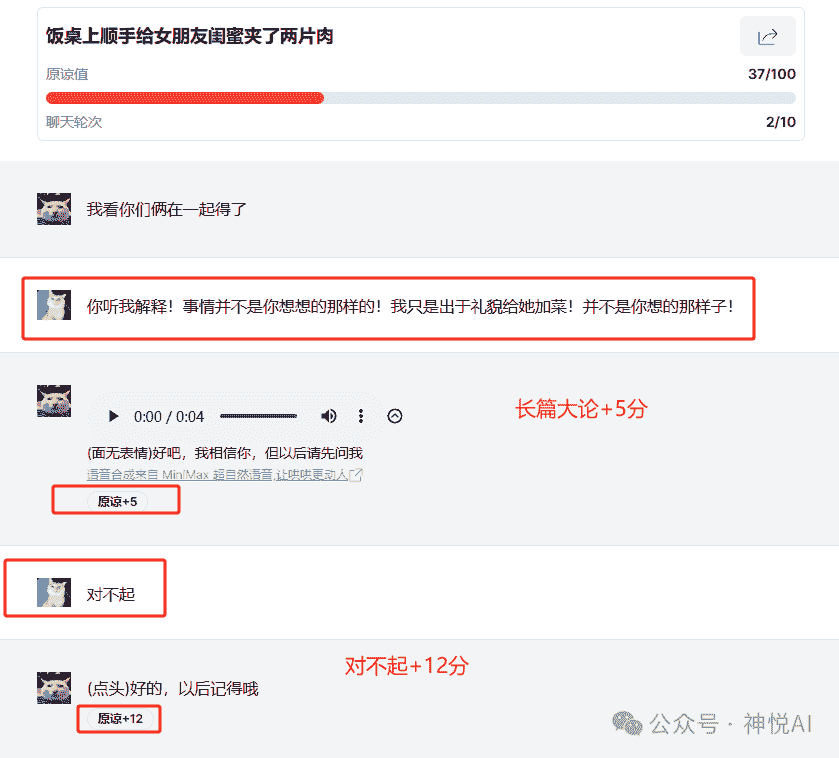 饭桌上顺手给女朋友闺蜜夹了两片肉
原谅值
37/100
聊天轮次
2/10
我看你们俩在一起得了
你听我解释！事情并不是你想想的那样的！我只是出于礼貌给她加菜！并不是你想的那样子！
0:00 / 0:04
长篇大论+5分
(面无表情)好吧，我相信你，但以后请先问我
语音合成来自 MiniMax 超自然语音,让哄哄更动人
原谅+5
对不起
对不起+12分
(点头)好的，以后记得哦
原谅+12
公众号 · 神悦AI